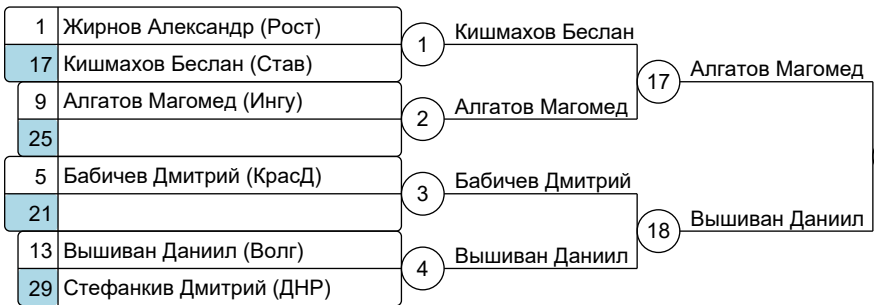 1 Жирнов Александр (Рост)
17 Кишмахов Беслан (Став)
1
Кишмахов Беслан
9 Алгатов Магомед (Ингу)
25
2
Алгатов Магомед
17
Алгатов Магомед
5 Бабичев Дмитрий (КрасД)
21
3
Бабичев Дмитрий
13 Вышиван Даниил (Волг)
29 Стефанкив Дмитрий (ДНР)
4
Вышиван Даниил
18
Вышиван Даниил